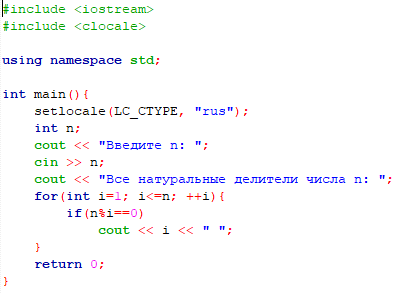 #include <iostream>
#include <clocale>
using namespace std;
int main(){
setlocale(LC_CTYPE, "rus");
int n;
cout << "Введите n: ";
cin >> n;
cout << "Все натуральные делители числа n: ";
for(int i=1; i<=n; ++i){
if(n%i==0)
cout << i << " ";
}
return 0;
}